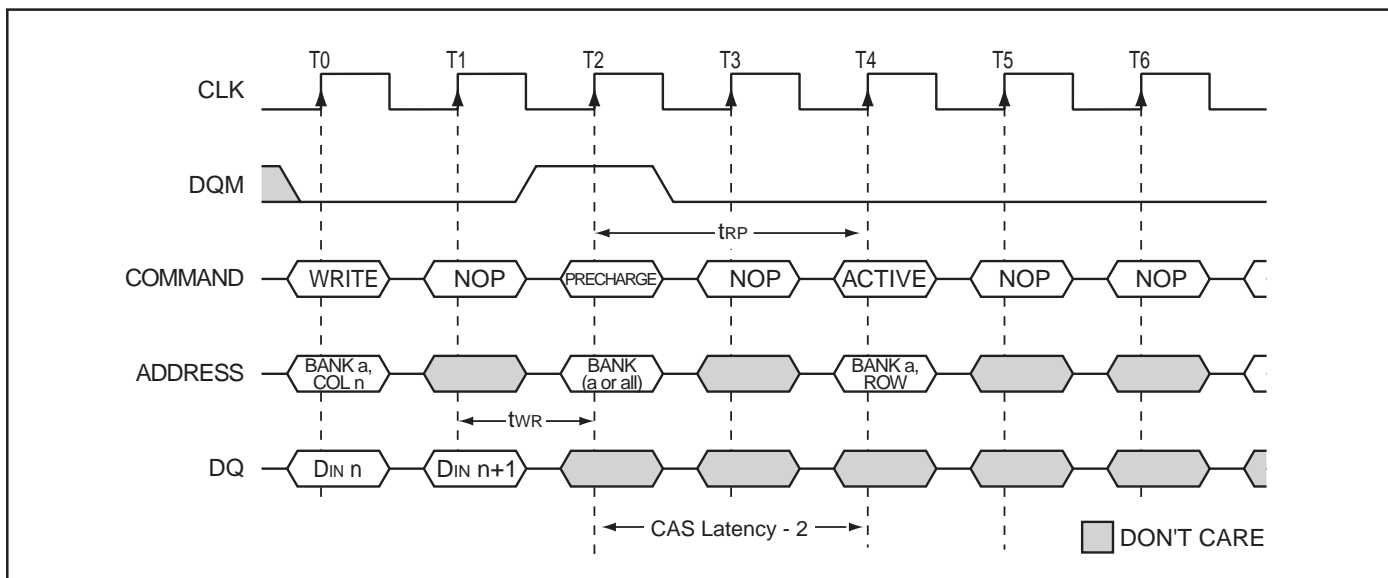 T0 T1 T2 T3 T4 T5 T6
CLK
DQM
tRP
COMMAND WRITE NOP PRECHARGE NOP ACTIVE NOP NOP
ADDRESS BANK a, COL n BANK (a or all) BANK a, ROW
tWR
DQ DIN n DIN n+1
CAS Latency - 2
DON'T CARE